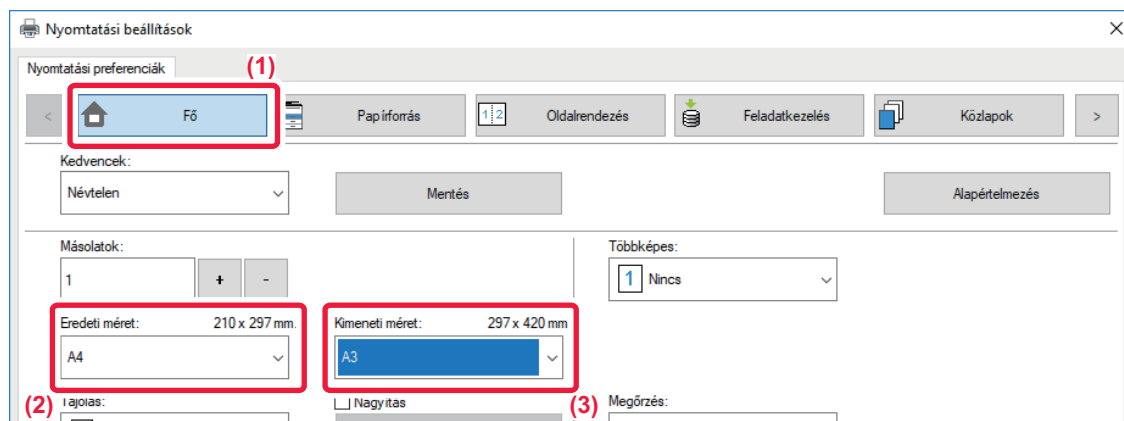 Nyomtatási beállítások
Nyomtatási preferenciák
(1)
< Fő Papírforrás 1 2 Oldalrendezés Feladatkezelés Közlapok >
Kedvencek:
Névtelen Mentés Alapértelmezés
Másolatok: Többképes:
1 + - 1 Nincs
Eredeti méret: 210 x 297 mm. Kimeneti méret: 297 x 420 mm
A4 A3
(2) Tájolás: Nagyítás (3) Megőrzés: